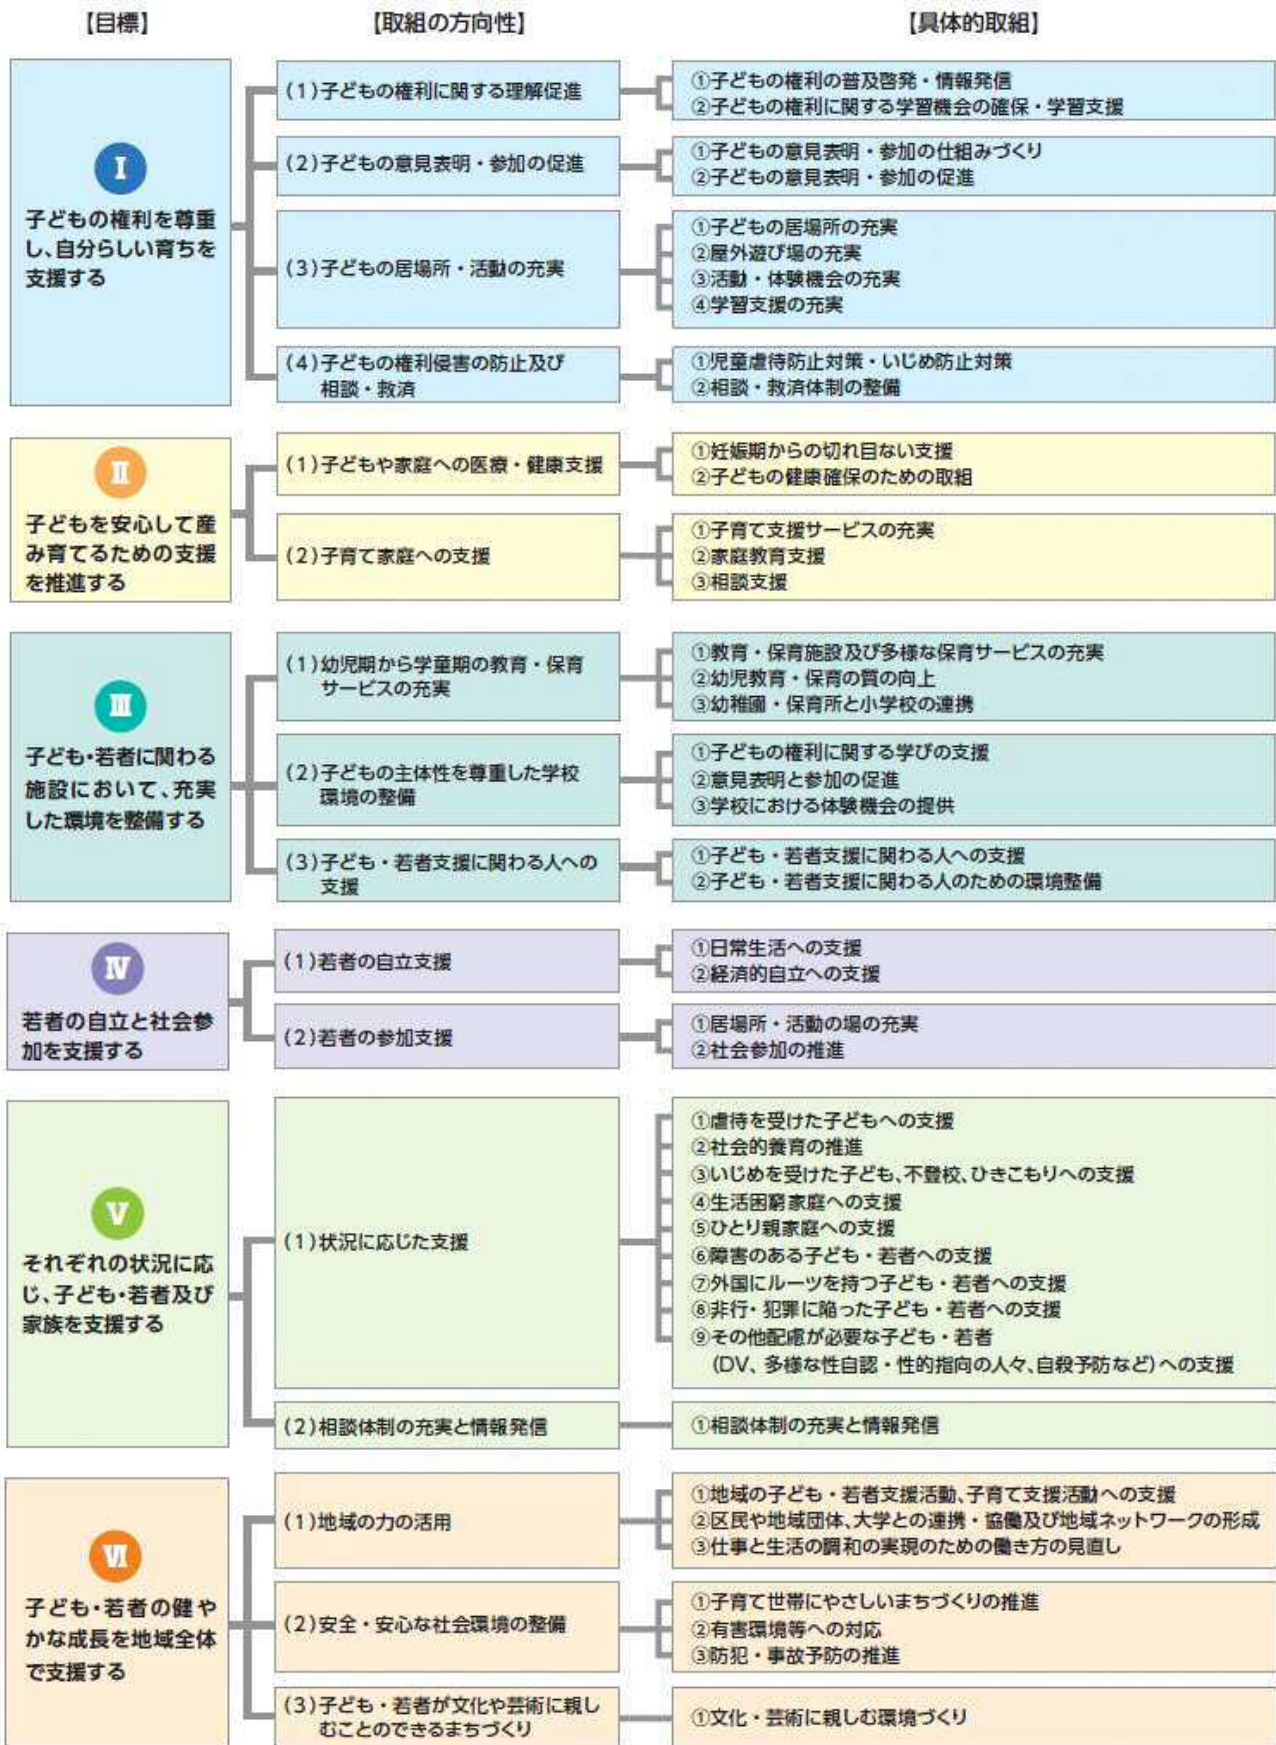 【目標】
【取組の方向性】
【具体的取組】
Ⅰ
子どもの権利を尊重
し、自分らしい育ちを
支援する
(1)子どもの権利に関する理解促進
①子どもの権利の普及啓発・情報発信
②子どもの権利に関する学習機会の確保・学習支援
(2)子どもの意見表明・参加の促進
①子どもの意見表明・参加の仕組みづくり
②子どもの意見表明・参加の促進
(3)子どもの居場所・活動の充実
①子どもの居場所の充実
②屋外遊び場の充実
③活動・体験機会の充実
④学習支援の充実
(4)子どもの権利侵害の防止及び
相談・救済
①児童虐待防止対策・いじめ防止対策
②相談・救済体制の整備
Ⅱ
子どもを安心して産
み育てるための支援
を推進する
(1)子どもや家庭への医療・健康支援
①妊娠期からの切れ目ない支援
②子どもの健康確保のための取組
(2)子育て家庭への支援
①子育て支援サービスの充実
②家庭教育支援
③相談支援
Ⅲ
子ども・若者に関わる
施設において、充実
した環境を整備する
(1)幼児期から学童期の教育・保育
サービスの充実
①教育・保育施設及び多様な保育サービスの充実
②幼児教育・保育の質の向上
③幼稚園・保育所と小学校の連携
(2)子どもの主体性を尊重した学校
環境の整備
①子どもの権利に関する学びの支援
②意見表明と参加の促進
③学校における体験機会の提供
(3)子ども・若者支援に関わる人への
支援
①子ども・若者支援に関わる人への支援
②子ども・若者支援に関わる人のための環境整備
Ⅳ
若者の自立と社会参
加を支援する
(1)若者の自立支援
①日常生活への支援
②経済的自立への支援
(2)若者の参加支援
①居場所・活動の場の充実
②社会参加の推進
Ⅴ
それぞれの状況に応
じ、子ども・若者及び
家族を支援する
(1)状況に応じた支援
①虐待を受けた子どもへの支援
②社会的養育の推進
③いじめを受けた子ども、不登校、ひきこもりへの支援
④生活困窮家庭への支援
⑤ひとり親家庭への支援
⑥障害のある子ども・若者への支援
⑦外国にルーツを持つ子ども・若者への支援
⑧非行・犯罪に陥った子ども・若者への支援
⑨その他配慮が必要な子ども・若者
(DV、多様な性自認・性的指向の人々、自殺予防など)への支援
(2)相談体制の充実と情報発信
①相談体制の充実と情報発信
Ⅵ
子ども・若者の健や
かな成長を地域全体
で支援する
(1)地域の力の活用
①地域の子ども・若者支援活動、子育て支援活動への支援
②区民や地域団体、大学との連携・協働及び地域ネットワークの形成
③仕事と生活の調和の実現のための働き方の見直し
(2)安全・安心な社会環境の整備
①子育て世帯にやさしいまちづくりの推進
②有害環境等への対応
③防犯・事故予防の推進
(3)子ども・若者が文化や芸術に親し
むことのできるまちづくり
①文化・芸術に親しむ環境づくり